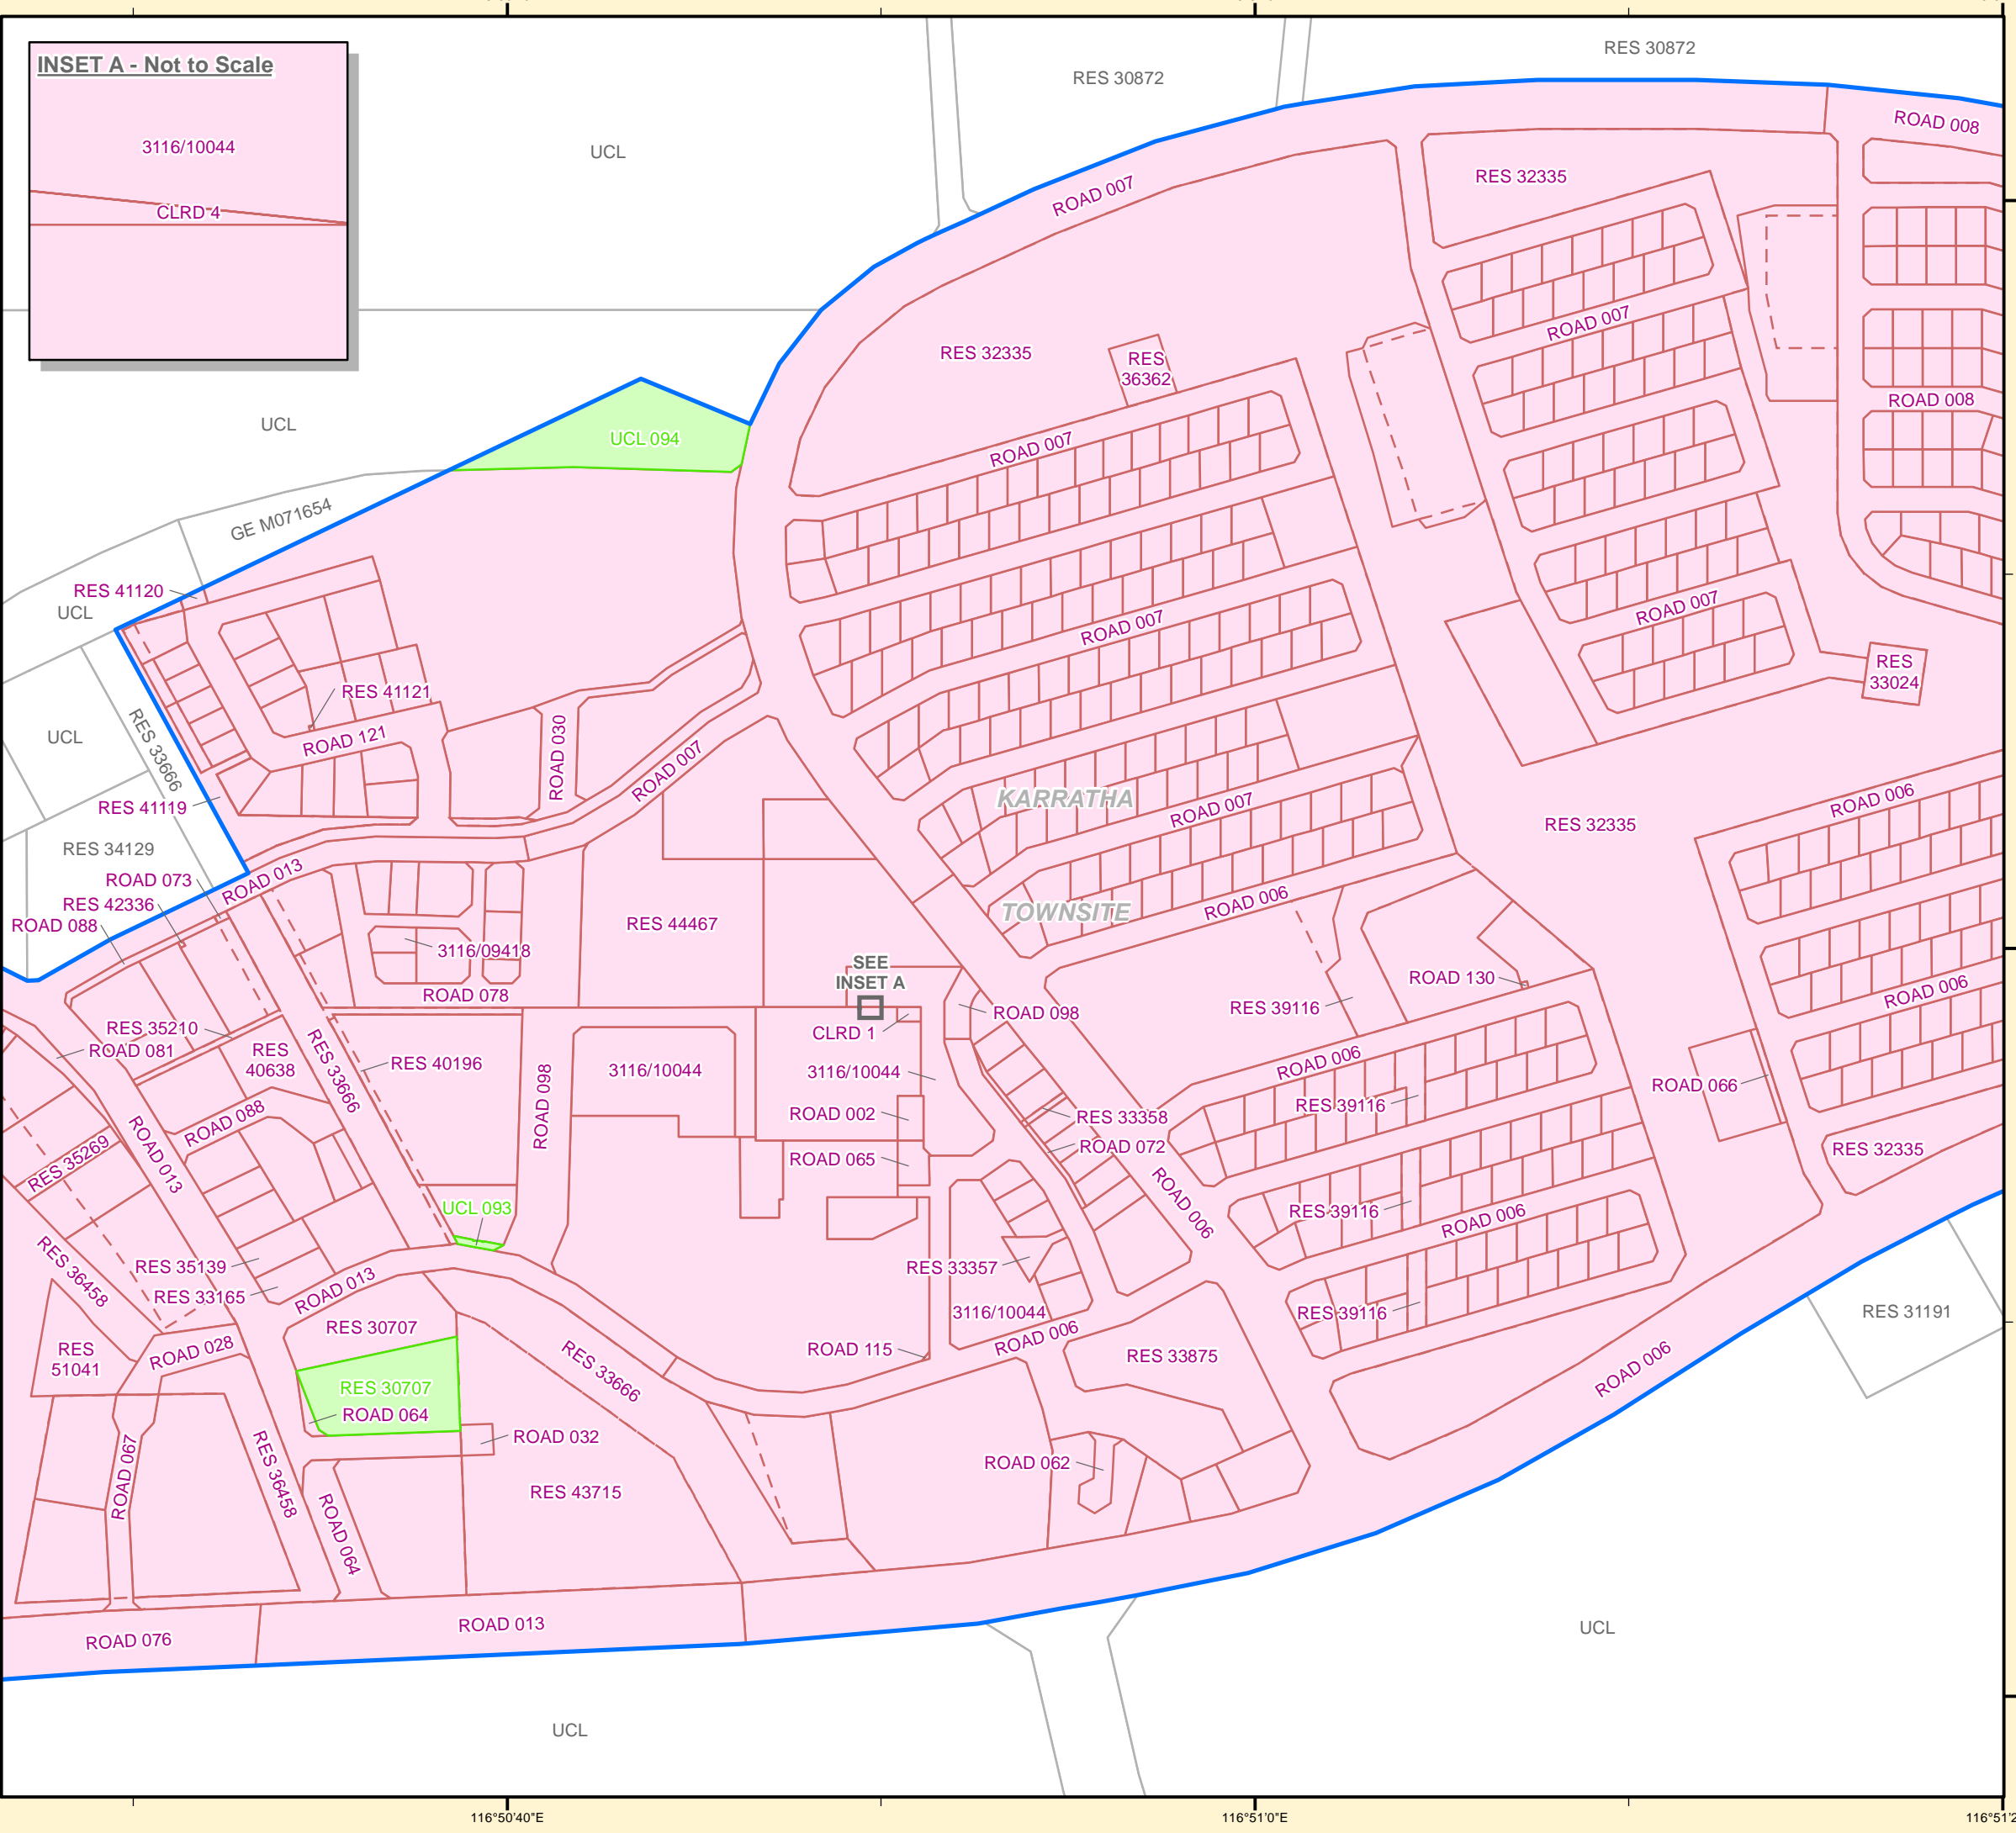 INSET A - Not to Scale
3116/10044
CLRD 4
RES 30872
RES 30872
UCL
ROAD 008
ROAD 007
RES 32335
ROAD 007
RES 32335
RES
36362
ROAD 008
UCL
UCL 094
ROAD 007
GE M071654
RES 41120
UCL
ROAD 007
ROAD 007
RES
33024
RES 41121
UCL
RES 33666
ROAD 121
ROAD 030
ROAD 007
RES 41119
KARRATHA
ROAD 007
ROAD 006
RES 32335
RES 34129
ROAD 073
ROAD 013
RES 42336
ROAD 088
RES 44467
TOWNSITE
ROAD 006
3116/09418
SEE
INSET A
ROAD 130
ROAD 078
ROAD 006
RES 39116
ROAD 098
RES 35210
ROAD 081
RES
40638
RES 33666
RES 40196
CLRD 1
3116/10044
3116/10044
ROAD 006
ROAD 066
RES 39116
ROAD 098
ROAD 002
RES 33358
ROAD 088
ROAD 072
RES 32335
RES 35269
ROAD 013
ROAD 065
ROAD 006
UCL 093
RES 39116
ROAD 006
RES 36458
RES 35139
RES 33357
RES 33165
ROAD 013
3116/10044
RES 39116
RES 31191
RES 30707
ROAD 006
ROAD 115
RES
51041
ROAD 028
RES 33666
RES 33875
ROAD 006
RES 30707
ROAD 064
ROAD 032
ROAD 067
RES 36458
ROAD 062
RES 43715
ROAD 064
ROAD 013
ROAD 076
UCL
UCL
116°50'40"E
116°51'0"E